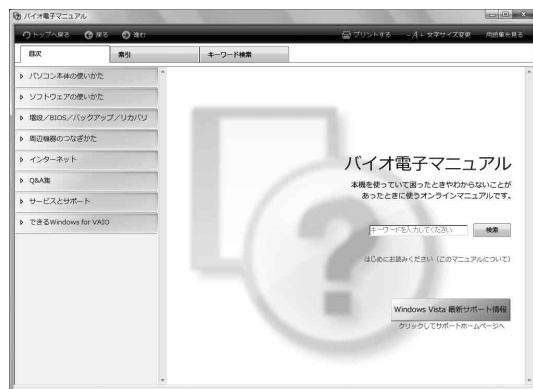 バイオ電子マニュアル
トップへ戻る 戻る 進む プリントする -A+ 文字サイズ変更 用語集を見る
目次 索引 キーワード検索
パソコン本体の使いかた
ソフトウェアの使いかた
増設／BIOS／バックアップ／リカバリ
周辺機器のつなぎかた
インターネット
Q&A集
サービスとサポート
できるWindows for VAIO
バイオ電子マニュアル
本機を使っていて困ったときやわからないことが
あったときに使うオンラインマニュアルです。
キーワードを入力してください 検索
はじめにお読みください（このマニュアルについて）
Windows Vista 最新サポート情報
クリックしてサポートホームページへ